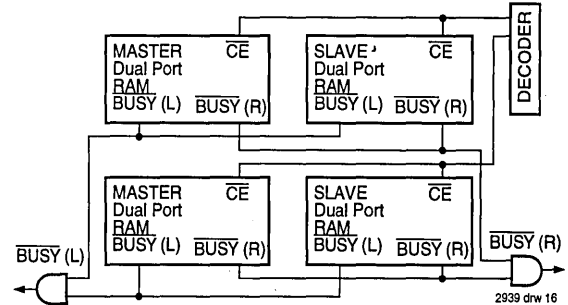 MASTER CE
Dual Port
RAM
BUSY (L) BUSY (R)
SLAVE CE
Dual Port
RAM
BUSY (L) BUSY (R)
DECODER
MASTER CE
Dual Port
RAM
BUSY (L) BUSY (R)
SLAVE CE
Dual Port
RAM
BUSY (L) BUSY (R)
BUSY (L)
BUSY (R)
2939 drw 16